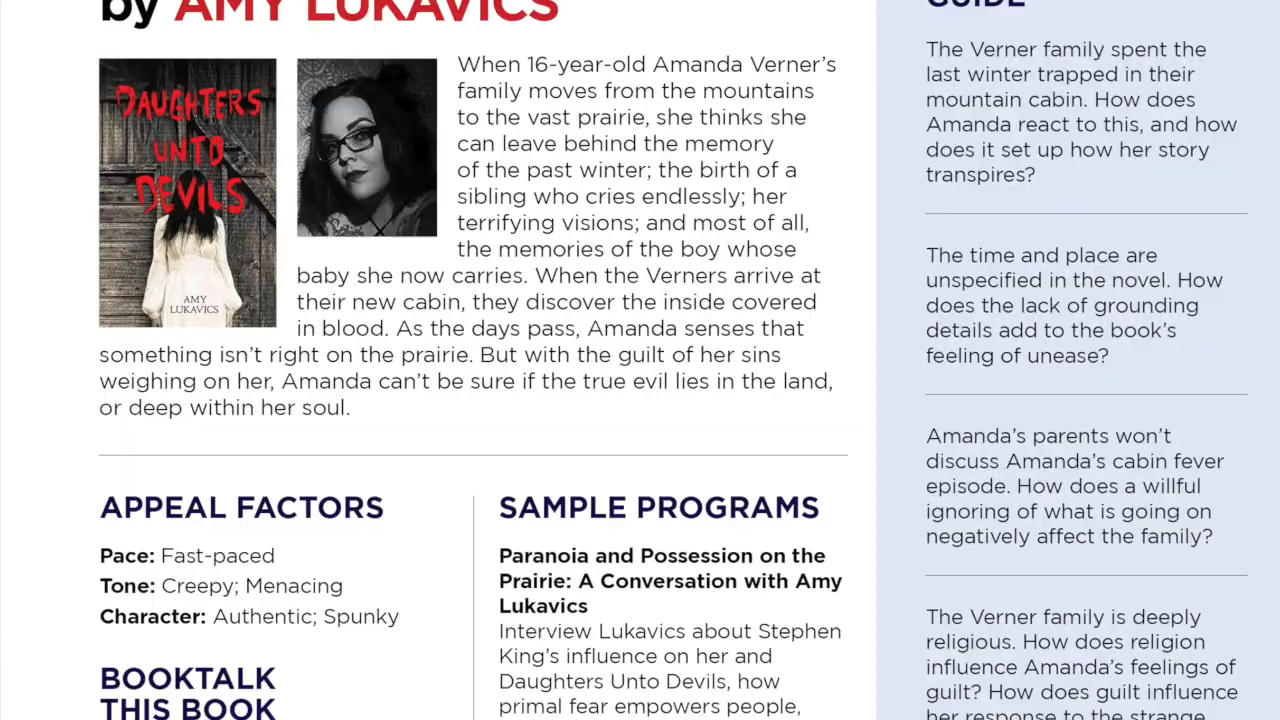 by AMY LUKAVICS
DAUGHTERS
UNTO
DEVILS
AMY
LUKAVICS
When 16-year-old Amanda Verner's
family moves from the mountains
to the vast prairie, she thinks she
can leave behind the memory
of the past winter; the birth of a
sibling who cries endlessly; her
terrifying visions; and most of all,
the memories of the boy whose
baby she now carries. When the Verners arrive at
their new cabin, they discover the inside covered
in blood. As the days pass, Amanda senses that
something isn't right on the prairie. But with the guilt of her sins
weighing on her, Amanda can't be sure if the true evil lies in the land,
or deep within her soul.
APPEAL FACTORS
Pace: Fast-paced
Tone: Creepy; Menacing
Character: Authentic; Spunky
BOOKTALK
THIS BOOK
SAMPLE PROGRAMS
Paranoia and Possession on the
Prairie: A Conversation with Amy
Lukavics
Interview Lukavics about Stephen
King's influence on her and
Daughters Unto Devils, how
primal fear empowers people,
GUIDE
The Verner family spent the
last winter trapped in their
mountain cabin. How does
Amanda react to this, and how
does it set up how her story
transpires?
The time and place are
unspecified in the novel. How
does the lack of grounding
details add to the book's
feeling of unease?
Amanda's parents won't
discuss Amanda's cabin fever
episode. How does a willful
ignoring of what is going on
negatively affect the family?
The Verner family is deeply
religious. How does religion
influence Amanda's feelings of
guilt? How does guilt influence
her response to the strange